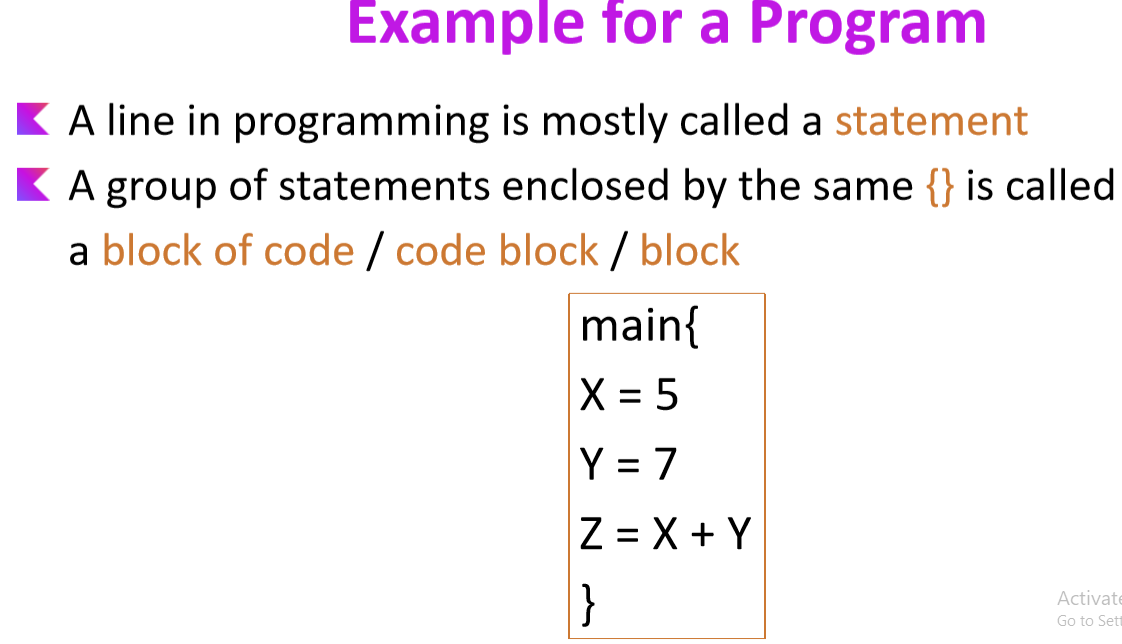 Example for a Program
A line in programming is mostly called a statement
A group of statements enclosed by the same {} is called
a block of code / code block / block
main{
X = 5
Y = 7
Z = X + Y
}
Activate
Go to Sett